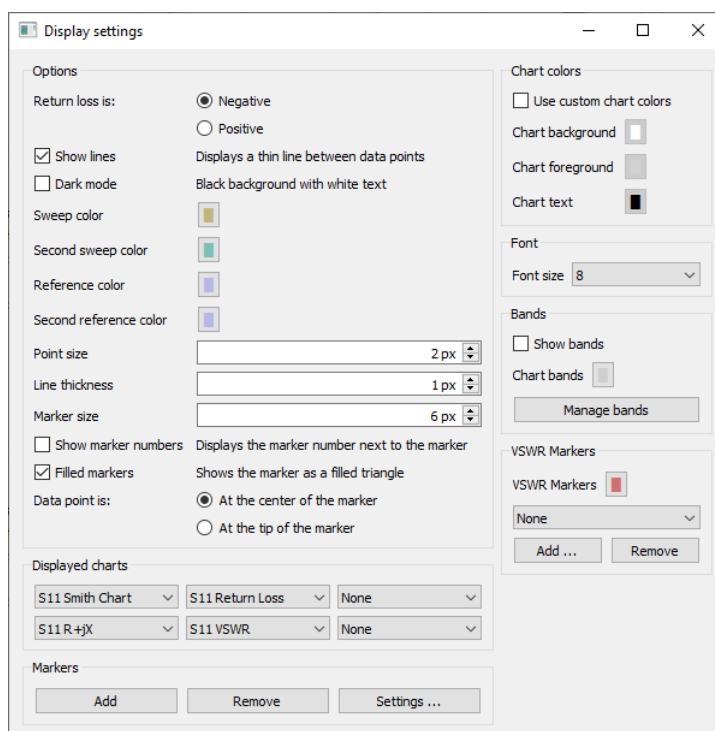 Display settings
Options
Return loss is:
Negative
Positive
Show lines
Displays a thin line between data points
Dark mode
Black background with white text
Sweep color
Second sweep color
Reference color
Second reference color
Point size
2 px
Line thickness
1 px
Marker size
6 px
Show marker numbers
Displays the marker number next to the marker
Filled markers
Shows the marker as a filled triangle
Data point is:
At the center of the marker
At the tip of the marker
Displayed charts
S11 Smith Chart
S11 Return Loss
None
S11 R+jX
S11 VSWR
None
Markers
Add
Remove
Settings ...
Chart colors
Use custom chart colors
Chart background
Chart foreground
Chart text
Font
Font size
8
Bands
Show bands
Chart bands
Manage bands
VSWR Markers
VSWR Markers
None
Add ...
Remove